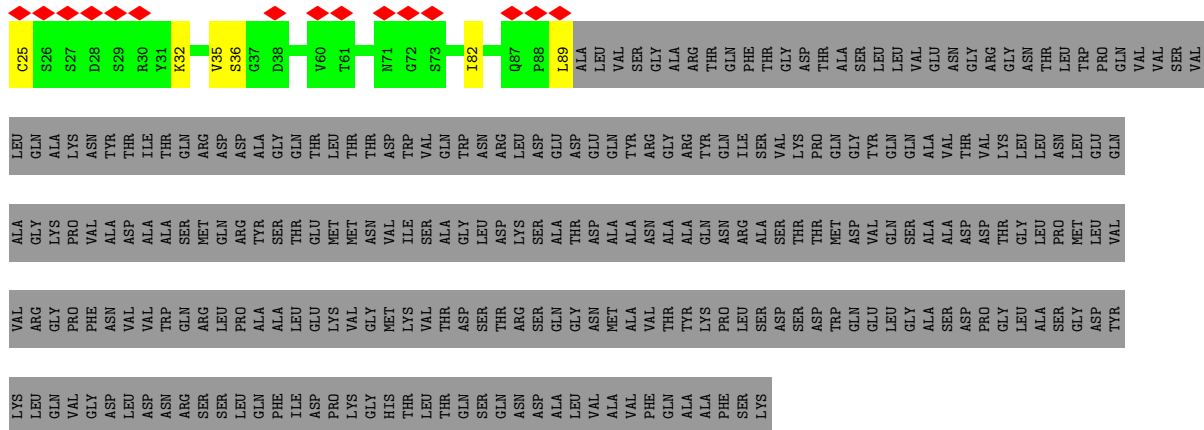 C25 S26 S27 D28 S29 R30 Y31 K32 V35 S36 G37 D38 V60 I61 N71 G72 S73 I82 Q87 P88 L89 ALA LEU VAL SER GLY ALA ARG THR GLN PHE THR GLY ASP THR ALA SER LEU LEU VAL GLU ASN GLY ARG GLY ASN THR LEU TRP PRO GLN VAL VAL SER VAL
LEU GLN ALA LYS ASN TYR THR ILE THR GLN ARG ASP ASP ALA GLY GLN THR LEU THR THR ASP TRP VAL GLN TRP ASN ARG LEU ASP GLU ASP GLU GLN TYR ARG GLY ARG TYR GLN ILE SER VAL LYS PRO GLN GLY TYR GLN GLN ALA VAL THR VAL LYS LEU LEU ASN LEU GLU GLN
ALA GLY LYS PRO VAL ALA ASP ALA ALA SER MET GLN ARG TYR SER THR GLU MET MET ASN VAL ILE SER ALA GLY LEU ASP LYS SER ALA THR ASP ALA ALA ASN ALA ALA GLN ASN ARG ALA SER THR THR MET ASP VAL GLN SER ALA ALA ASP ASP THR GLY LEU PRO MET LEU VAL
VAL ARG GLY PRO PHE ASN VAL VAL TRP GLN ARG LEU PRO ALA ALA LEU GLU LYS VAL GLY MET LYS VAL THR ASP SER THR ARG SER GLN GLY ASN MET ALA VAL THR TYR LYS PRO LEU SER ASP SER ASP TRP GLN GLU LEU GLY ALA SER ASP PRO GLY LEU ALA SER GLY ASP TYR
LYS LEU GLN VAL GLY ASP LEU ASP ASN ARG SER SER LEU GLN PHE ILE ASP PRO LYS GLY HIS THR LEU THR GLN SER GLN ASN ASP ALA LEU VAL ALA VAL PHE GLN ALA ALA PHE SER LYS